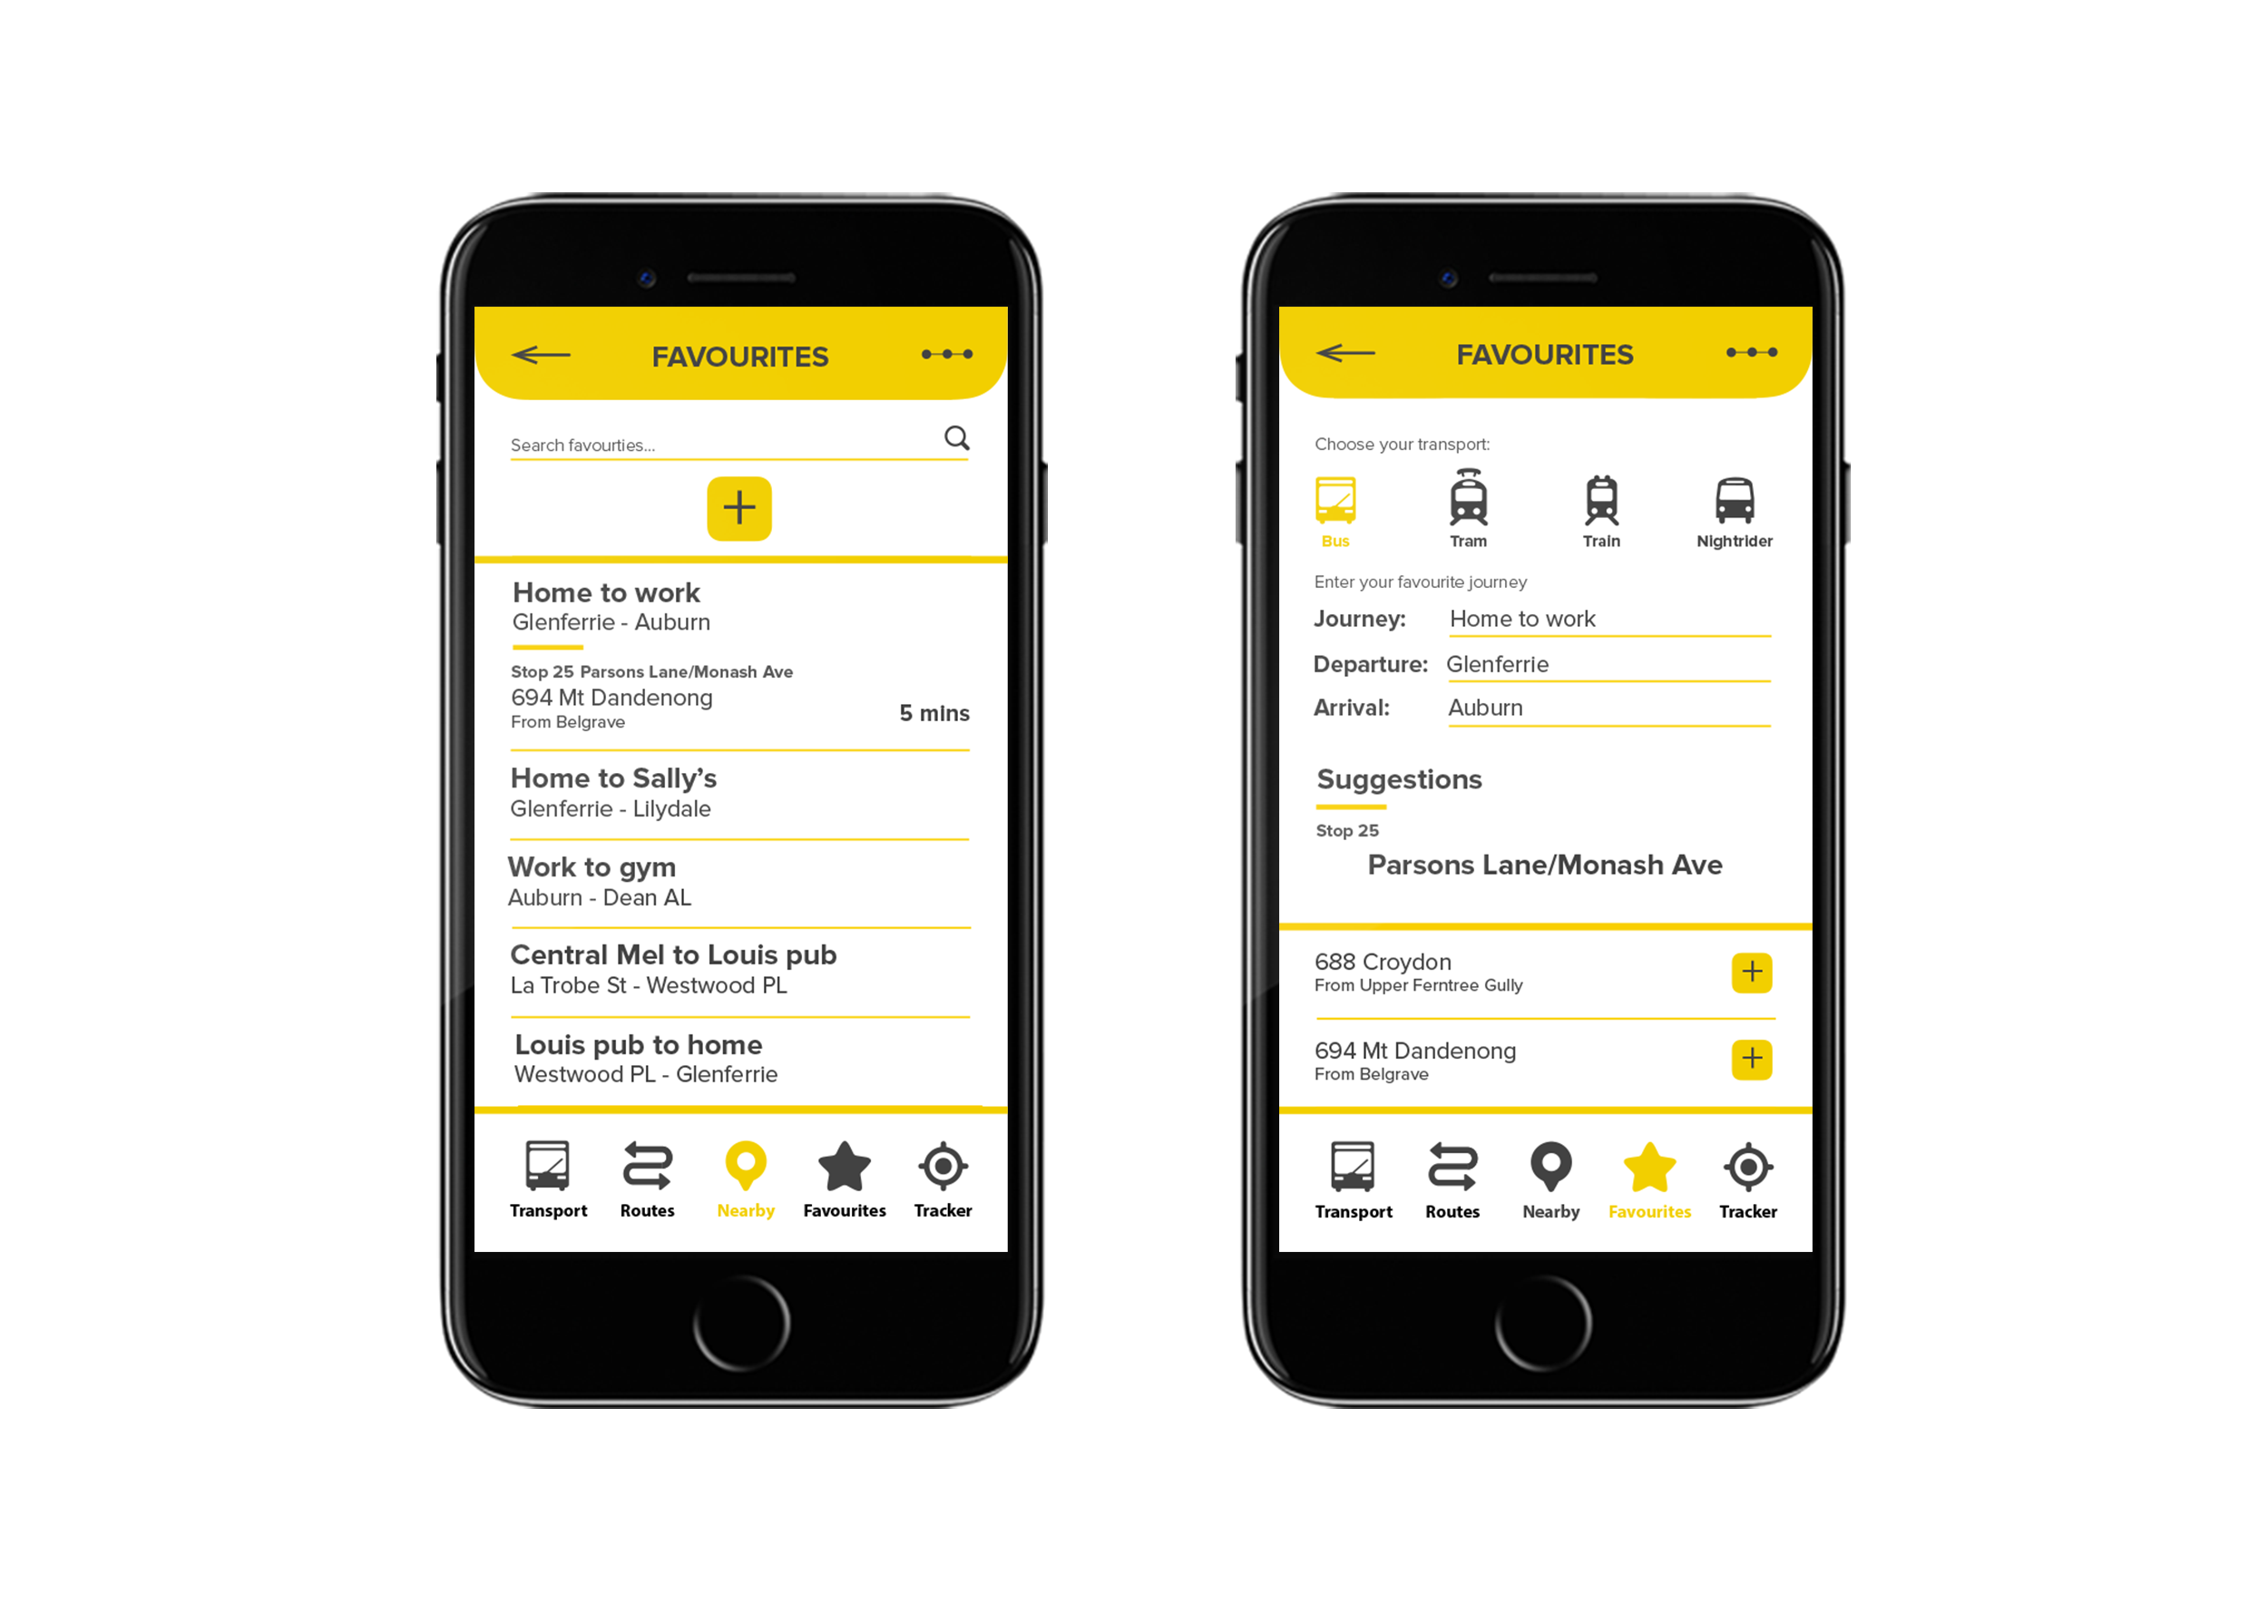 FAVOURITES
Search favourties...
Home to work
Glenferrie - Auburn
Stop 25 Parsons Lane/Monash Ave
694 Mt Dandenong
From Belgrave
5 mins
Home to Sally’s
Glenferrie - Lilydale
Work to gym
Auburn - Dean AL
Central Mel to Louis pub
La Trobe St - Westwood PL
Louis pub to home
Westwood PL - Glenferrie
Transport Routes Nearby Favourites Tracker
FAVOURITES
Choose your transport:
Bus Tram Train Nightrider
Enter your favourite journey
Journey: Home to work
Departure: Glenferrie
Arrival: Auburn
Suggestions
Stop 25
Parsons Lane/Monash Ave
688 Croydon
From Upper Ferntree Gully
694 Mt Dandenong
From Belgrave
Transport Routes Nearby Favourites Tracker